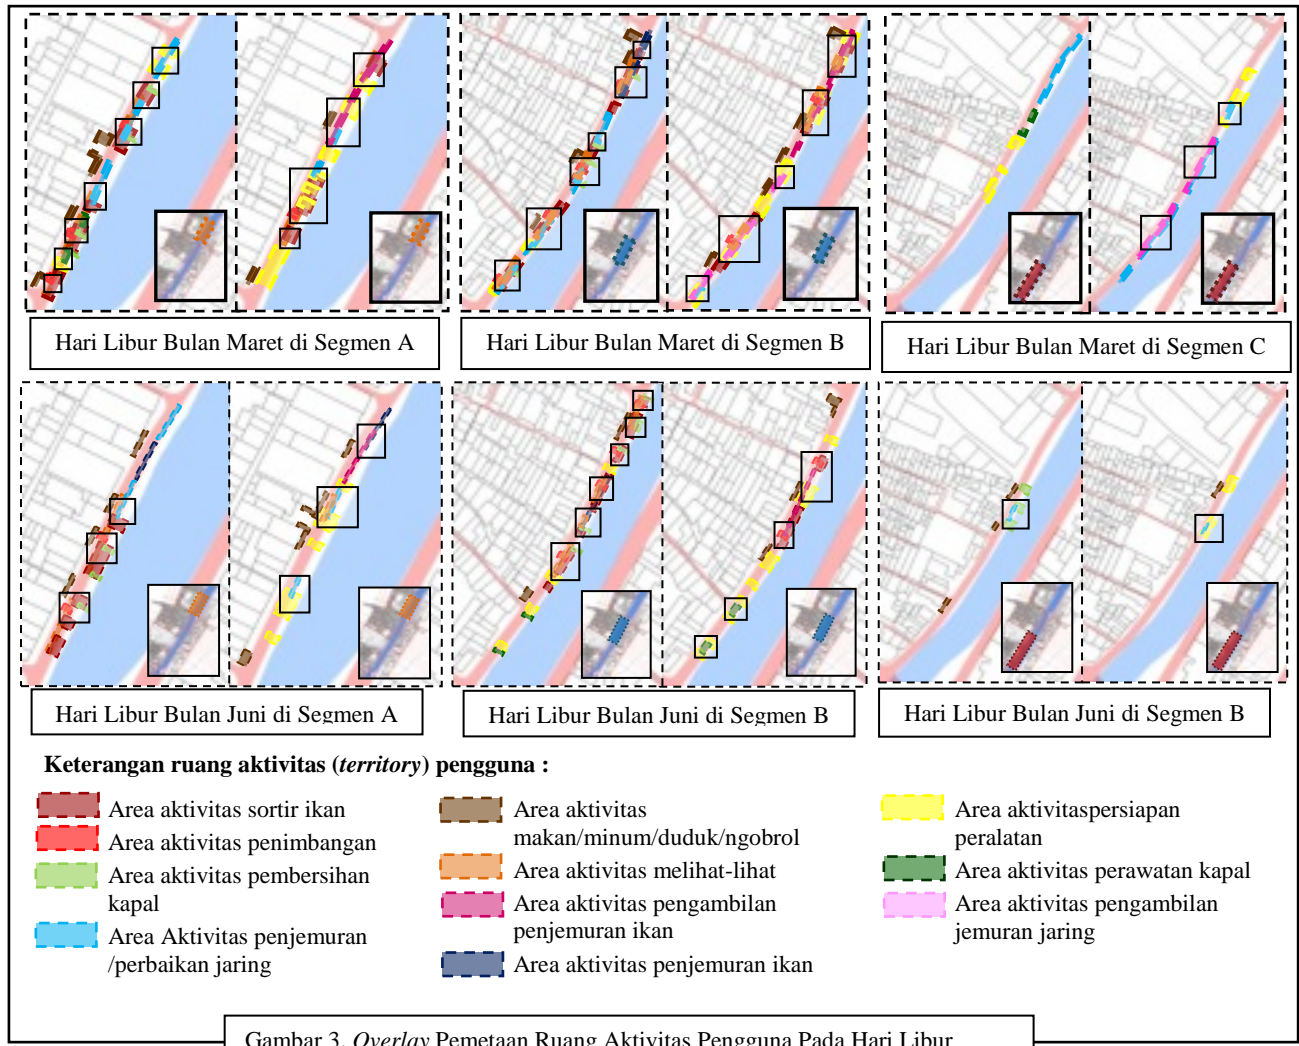 Hari Libur Bulan Maret di Segmen A
Hari Libur Bulan Maret di Segmen B
Hari Libur Bulan Maret di Segmen C
Hari Libur Bulan Juni di Segmen A
Hari Libur Bulan Juni di Segmen B
Hari Libur Bulan Juni di Segmen B
Keterangan ruang aktivitas (territory) pengguna :
Area aktivitas sortir ikan
Area aktivitas penimbangan
Area aktivitas pembersihan
kapal
Area Aktivitas penjemuran
/perbaikan jaring
Area aktivitas
makan/minum/duduk/ngobrol
Area aktivitas melihat-lihat
Area aktivitas pengambilan
penjemuran ikan
Area aktivitas penjemuran ikan
Area aktivitaspersiapan
peralatan
Area aktivitas perawatan kapal
Area aktivitas pengambilan
jemuran jaring
Gambar 3. Overlay Pemetaan Ruang Aktivitas Pengguna Pada Hari Libur